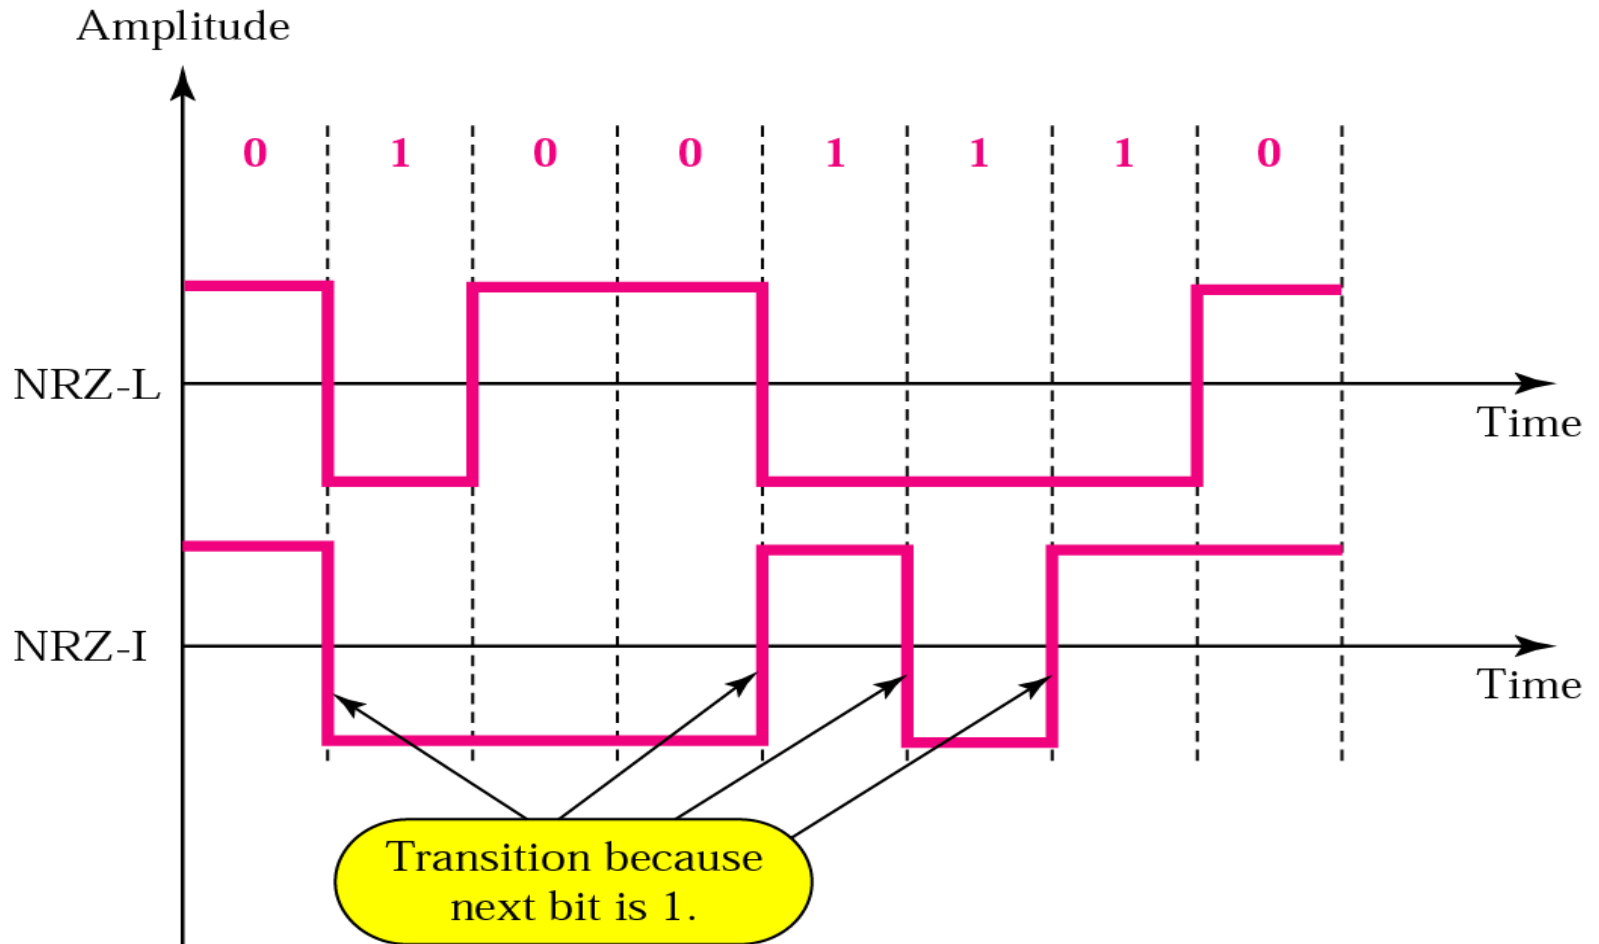 Amplitude
0 1 0 0 1 1 1 0
NRZ-L
Time
NRZ-I
Time
Transition because
next bit is 1.